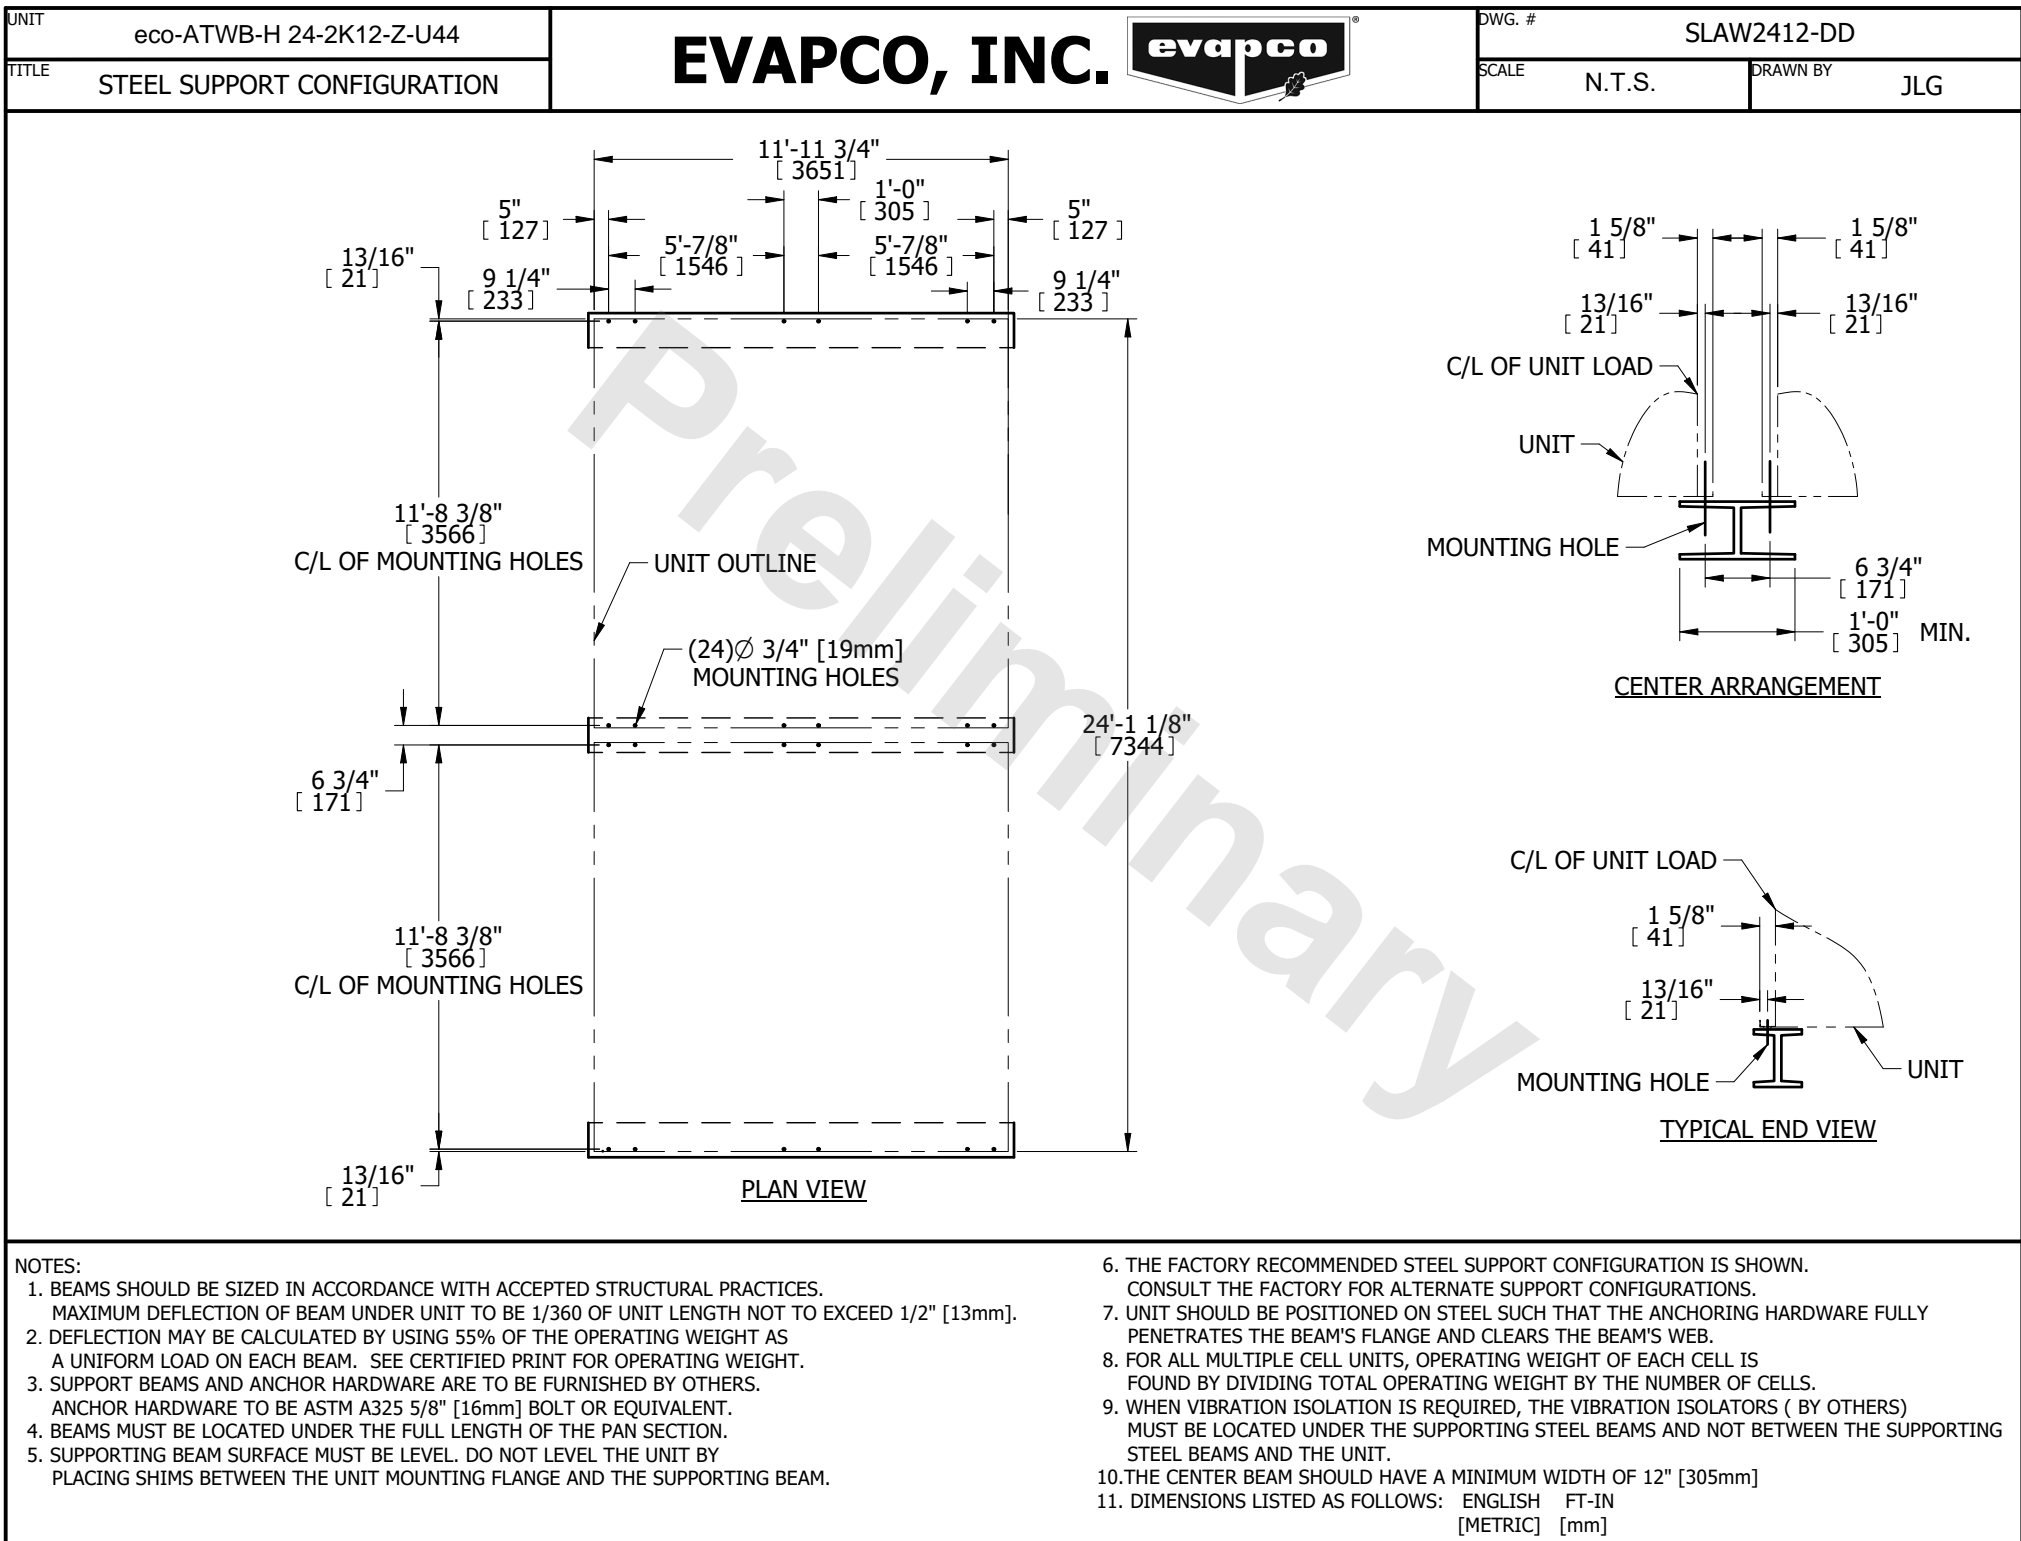 UNIT
eco-ATWB-H 24-2K12-Z-U44
TITLE
STEEL SUPPORT CONFIGURATION
EVAPCO, INC.
evapco
®
DWG. #
SLAW2412-DD
SCALE
N.T.S.
DRAWN BY
JLG
11'-11 3/4"
[ 3651]
1'-0"
[ 305 ]
5"
[ 127]
5"
[ 127 ]
5'-7/8"
[ 1546 ]
5'-7/8"
[ 1546 ]
13/16"
[ 21]
9 1/4"
[ 233]
9 1/4"
[ 233 ]
11'-8 3/8"
[ 3566]
C/L OF MOUNTING HOLES
UNIT OUTLINE
(24)Ø 3/4" [19mm]
MOUNTING HOLES
24'-1 1/8"
[ 7344]
6 3/4"
[ 171]
11'-8 3/8"
[ 3566]
C/L OF MOUNTING HOLES
13/16"
[ 21]
PLAN VIEW
Preliminary
1 5/8"
[ 41]
1 5/8"
[ 41]
13/16"
[ 21]
13/16"
[ 21]
C/L OF UNIT LOAD
UNIT
MOUNTING HOLE
6 3/4"
[ 171]
1'-0"
[ 305] MIN.
CENTER ARRANGEMENT
C/L OF UNIT LOAD
1 5/8"
[ 41]
13/16"
[ 21]
MOUNTING HOLE
UNIT
TYPICAL END VIEW
NOTES:
1. BEAMS SHOULD BE SIZED IN ACCORDANCE WITH ACCEPTED STRUCTURAL PRACTICES.
MAXIMUM DEFLECTION OF BEAM UNDER UNIT TO BE 1/360 OF UNIT LENGTH NOT TO EXCEED 1/2" [13mm].
2. DEFLECTION MAY BE CALCULATED BY USING 55% OF THE OPERATING WEIGHT AS
A UNIFORM LOAD ON EACH BEAM. SEE CERTIFIED PRINT FOR OPERATING WEIGHT.
3. SUPPORT BEAMS AND ANCHOR HARDWARE ARE TO BE FURNISHED BY OTHERS.
ANCHOR HARDWARE TO BE ASTM A325 5/8" [16mm] BOLT OR EQUIVALENT.
4. BEAMS MUST BE LOCATED UNDER THE FULL LENGTH OF THE PAN SECTION.
5. SUPPORTING BEAM SURFACE MUST BE LEVEL. DO NOT LEVEL THE UNIT BY
PLACING SHIMS BETWEEN THE UNIT MOUNTING FLANGE AND THE SUPPORTING BEAM.
6. THE FACTORY RECOMMENDED STEEL SUPPORT CONFIGURATION IS SHOWN.
CONSULT THE FACTORY FOR ALTERNATE SUPPORT CONFIGURATIONS.
7. UNIT SHOULD BE POSITIONED ON STEEL SUCH THAT THE ANCHORING HARDWARE FULLY
PENETRATES THE BEAM'S FLANGE AND CLEARS THE BEAM'S WEB.
8. FOR ALL MULTIPLE CELL UNITS, OPERATING WEIGHT OF EACH CELL IS
FOUND BY DIVIDING TOTAL OPERATING WEIGHT BY THE NUMBER OF CELLS.
9. WHEN VIBRATION ISOLATION IS REQUIRED, THE VIBRATION ISOLATORS ( BY OTHERS)
MUST BE LOCATED UNDER THE SUPPORTING STEEL BEAMS AND NOT BETWEEN THE SUPPORTING
STEEL BEAMS AND THE UNIT.
10.THE CENTER BEAM SHOULD HAVE A MINIMUM WIDTH OF 12" [305mm]
11. DIMENSIONS LISTED AS FOLLOWS: ENGLISH FT-IN
[METRIC] [mm]